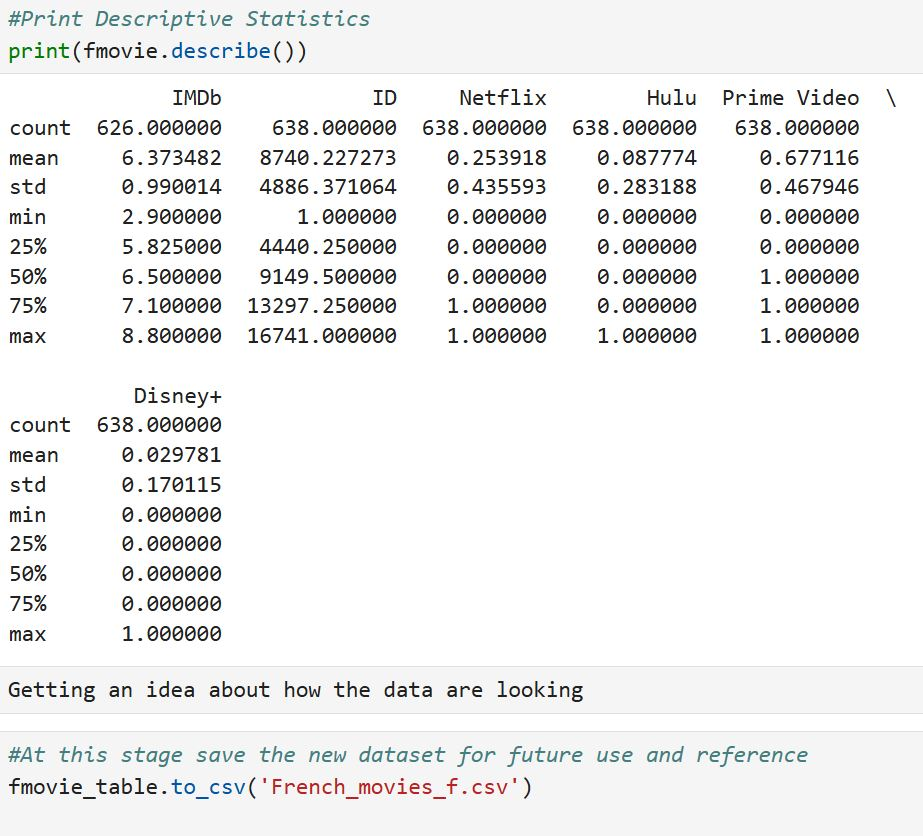 #Print Descriptive Statistics
print(fmovie.describe())
IMDb ID Netflix Hulu Prime Video \
count 626.000000 638.000000 638.000000 638.000000 638.000000
mean 6.373482 8740.227273 0.253918 0.087774 0.677116
std 0.990014 4886.371064 0.435593 0.283188 0.467946
min 2.900000 1.000000 0.000000 0.000000 0.000000
25% 5.825000 4440.250000 0.000000 0.000000 0.000000
50% 6.500000 9149.500000 0.000000 0.000000 1.000000
75% 7.100000 13297.250000 1.000000 0.000000 1.000000
max 8.800000 16741.000000 1.000000 1.000000 1.000000
Disney+
count 638.000000
mean 0.029781
std 0.170115
min 0.000000
25% 0.000000
50% 0.000000
75% 0.000000
max 1.000000
Getting an idea about how the data are looking
#At this stage save the new dataset for future use and reference
fmovie_table.to_csv('French_movies_f.csv')